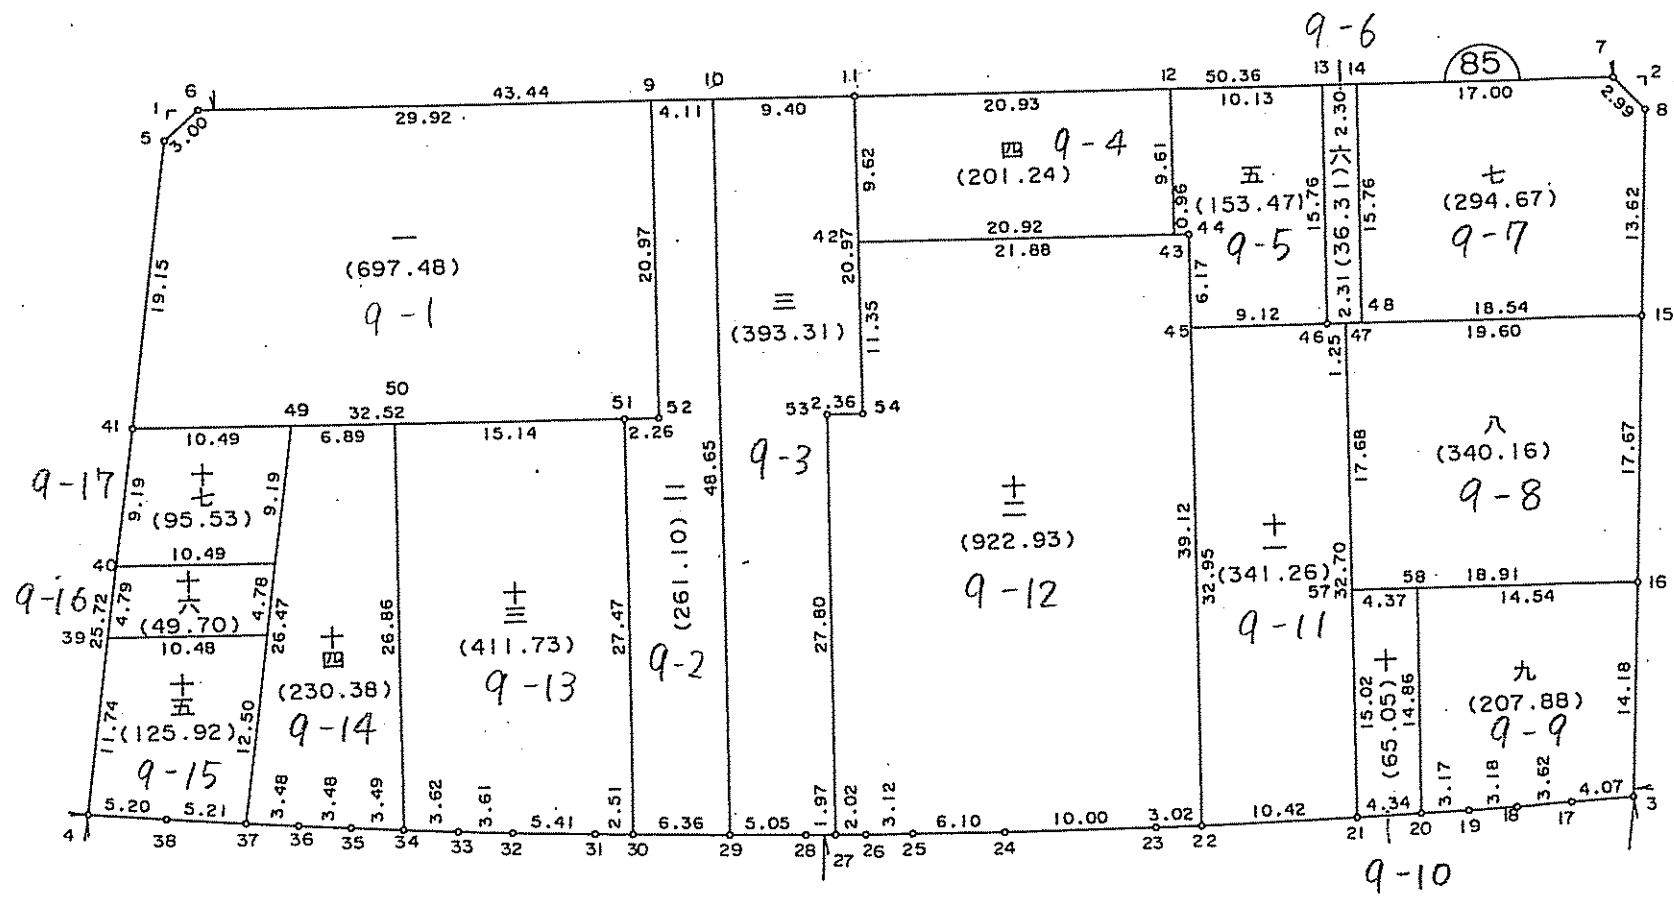 9-6
6 9 10 11 12 50.36 13 14 85 7 2
1 43.44 4.11 9.40 20.93 10.13 2.30 17.00 2.99 8
5 3.00 29.92
19.15 一 (697.48) 9-1 20.97
三 (393.31) 9-3 9.62 20.97 11.35 48.65
四 9-4 (201.24) 9.61 0.96
42 20.92 21.88 43 44
五 (153.47) 9-5 15.76 6.17 9.12
六 (36.31) 2.31 15.76
七 (294.67) 9-7 13.62
45 46 47 48 18.54 15
19.60 1.25
41 49 50 32.52 51 52 53 2.36 54
10.49 6.89 15.14 2.26
9-17 9.19 十七 (95.53) 9.19
八 (340.16) 9-8 17.68 17.67
40 10.49
9-16 4.79 十六 (49.70) 4.78
39 25.72 10.48 26.47
十五 (125.92) 9-15 11.74 12.50
十四 (230.38) 9-14 26.86
十三 (411.73) 9-13 27.47
二 (261.10) 9-2
27.80
十二 (922.93) 9-12 39.12
十一 (341.26) 9-11 32.95 32.70
57 58 18.91 16
4.37 14.54
十 (65.05) 15.02 14.86
九 (207.88) 9-9 14.18
5.20 5.21 3.48 3.48 3.49 3.62 3.61 5.41 2.51 6.36 5.05 1.97 2.02 3.12 6.10 10.00 3.02 10.42 4.34 3.17 3.18 3.62 4.07
4 38 37 36 35 34 33 32 31 30 29 28 27 26 25 24 23 22 21 20 19 18 17 3
9-10